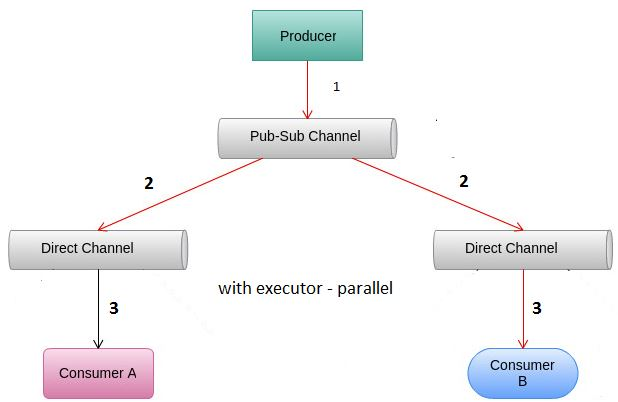 Producer
1
Pub-Sub Channel
2
2
Direct Channel
Direct Channel
with executor - parallel
3
3
Consumer A
Consumer
B